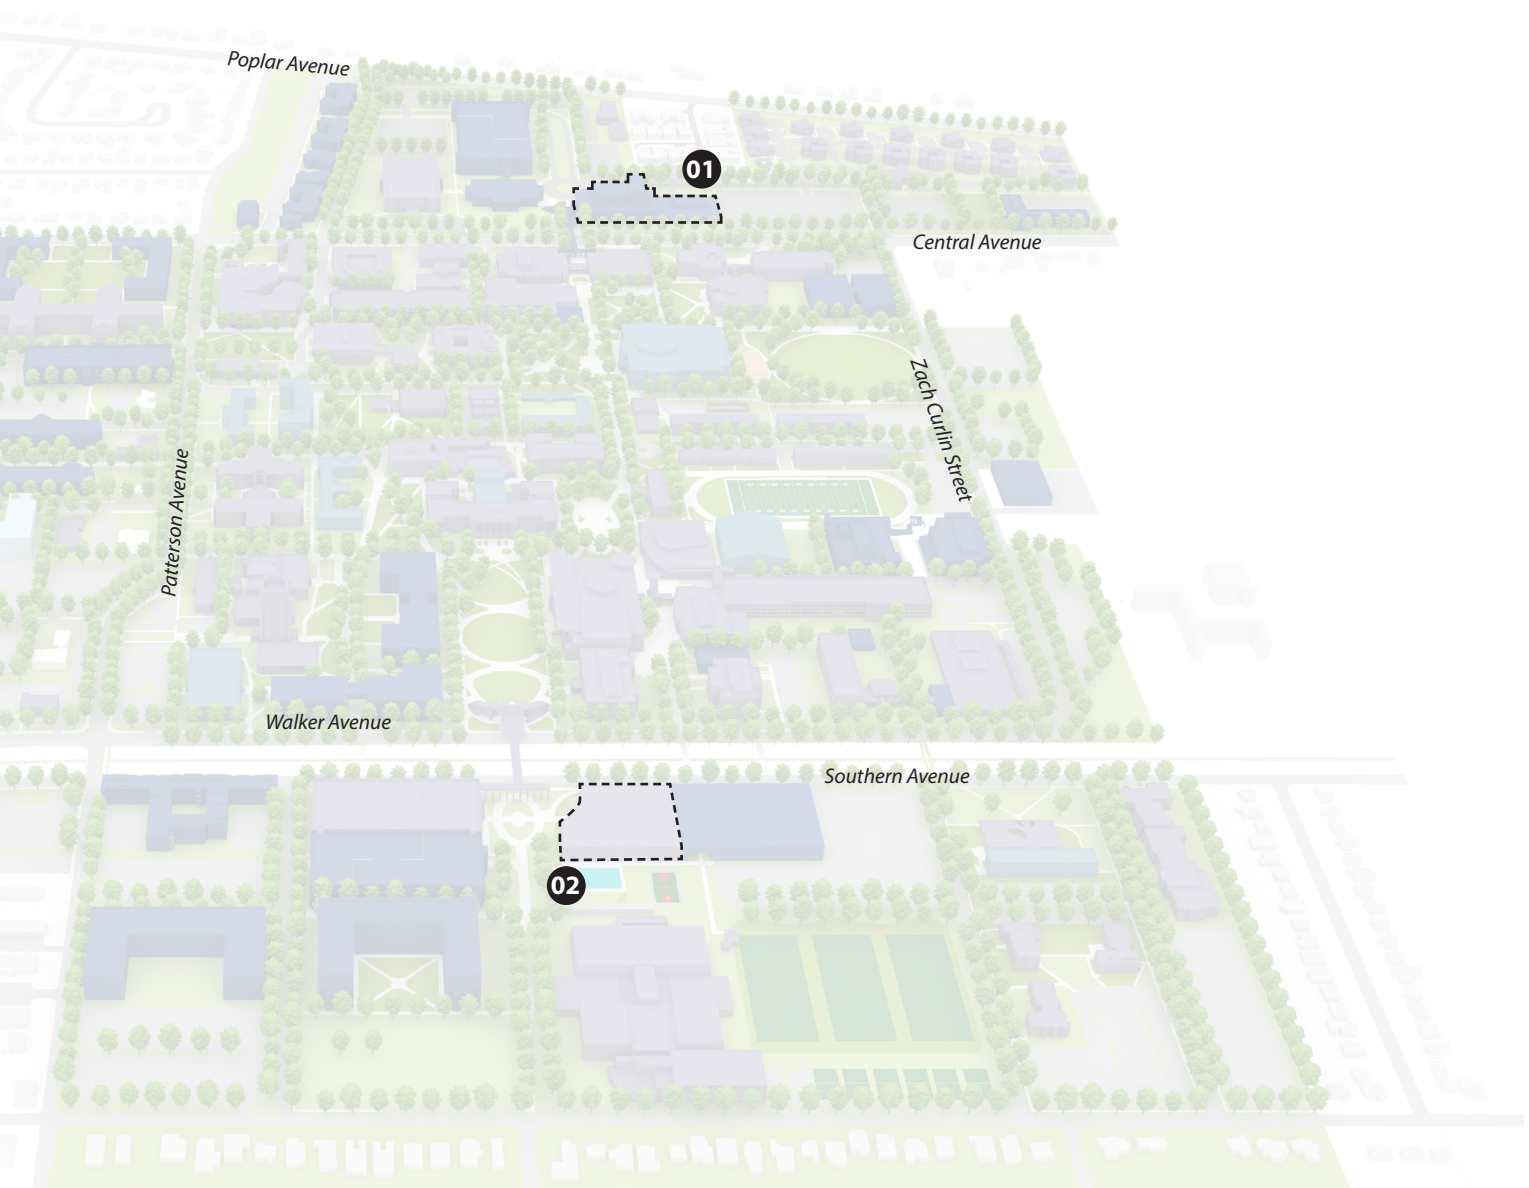 Poplar Avenue
01
Central Avenue
Zach Curlin Street
Patterson Avenue
Walker Avenue
Southern Avenue
02